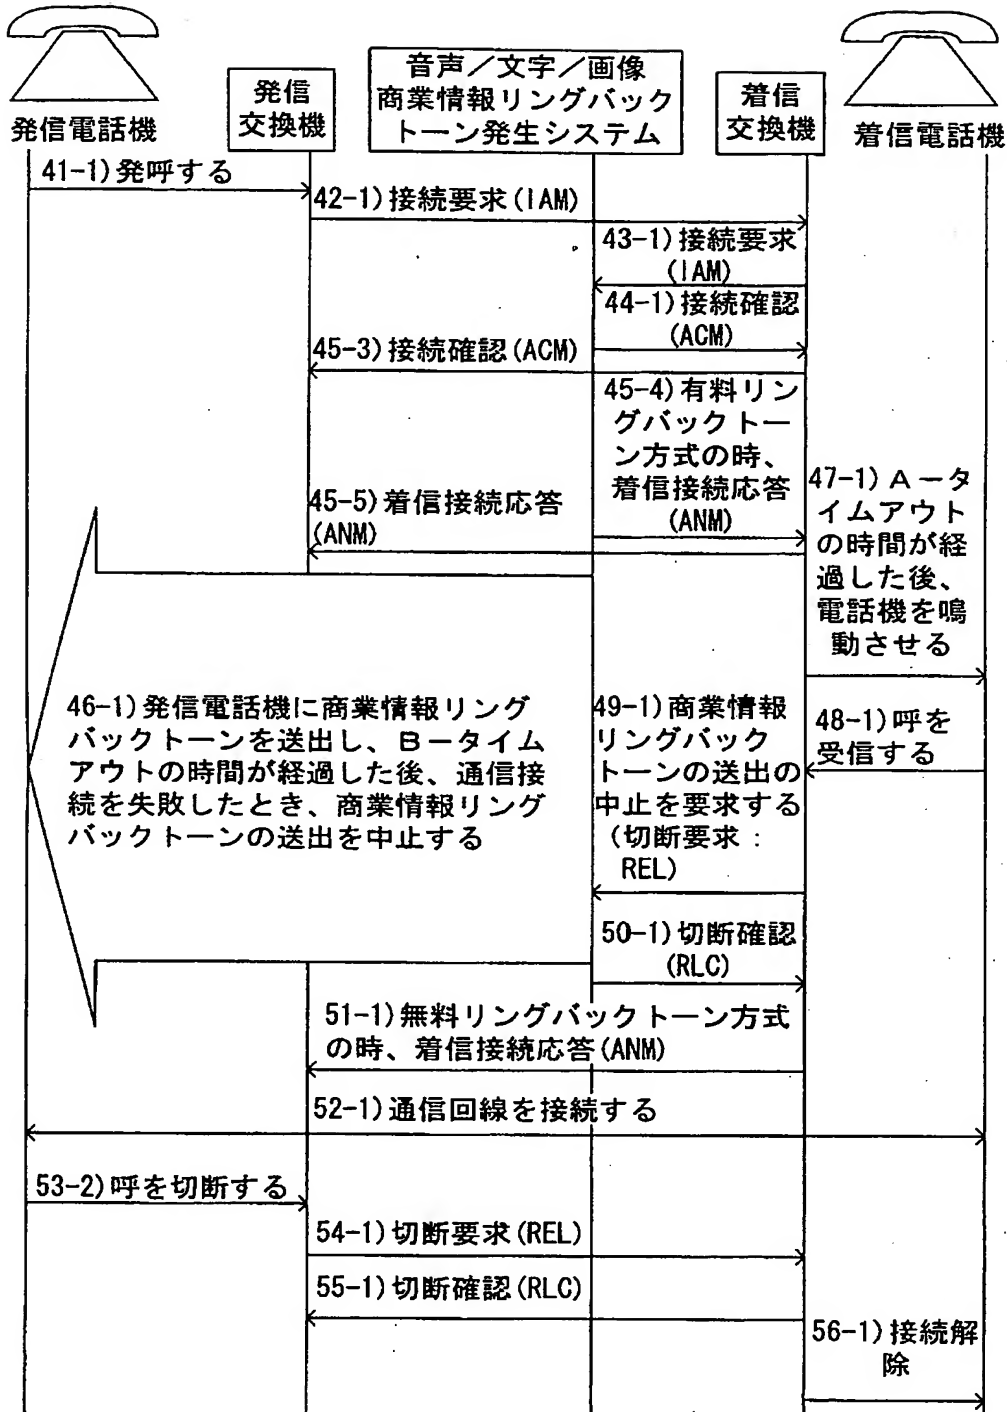 発信電話機
発信
交換機
音声/文字/画像
商業情報リングバック
トーン発生システム
着信
交換機
着信電話機
41-1)発呼する
42-1)接続要求(IAM)
43-1)接続要求
(IAM)
44-1)接続確認
(ACM)
45-3)接続確認(ACM)
45-4)有料リン
グバックトー
ン方式の時、
着信接続応答
(ANM)
45-5)着信接続応答
(ANM)
47-1)Aータ
イムアウト
の時間が経
過した後、
電話機を鳴
動させる
46-1)発信電話機に商業情報リング
バックトーンを送出し、Bータイム
アウトの時間が経過した後、通信接
続を失敗したとき、商業情報リング
バックトーンの送出を中止する
48-1)呼を
受信する
49-1)商業情報
リングバック
トーンの送出の
中止を要求する
(切断要求:
REL)
50-1)切断確認
(RLC)
51-1)無料リングバックトーン方式
の時、着信接続応答(ANM)
52-1)通信回線を接続する
53-2)呼を切断する
54-1)切断要求(REL)
55-1)切断確認(RLC)
56-1)接続解
除